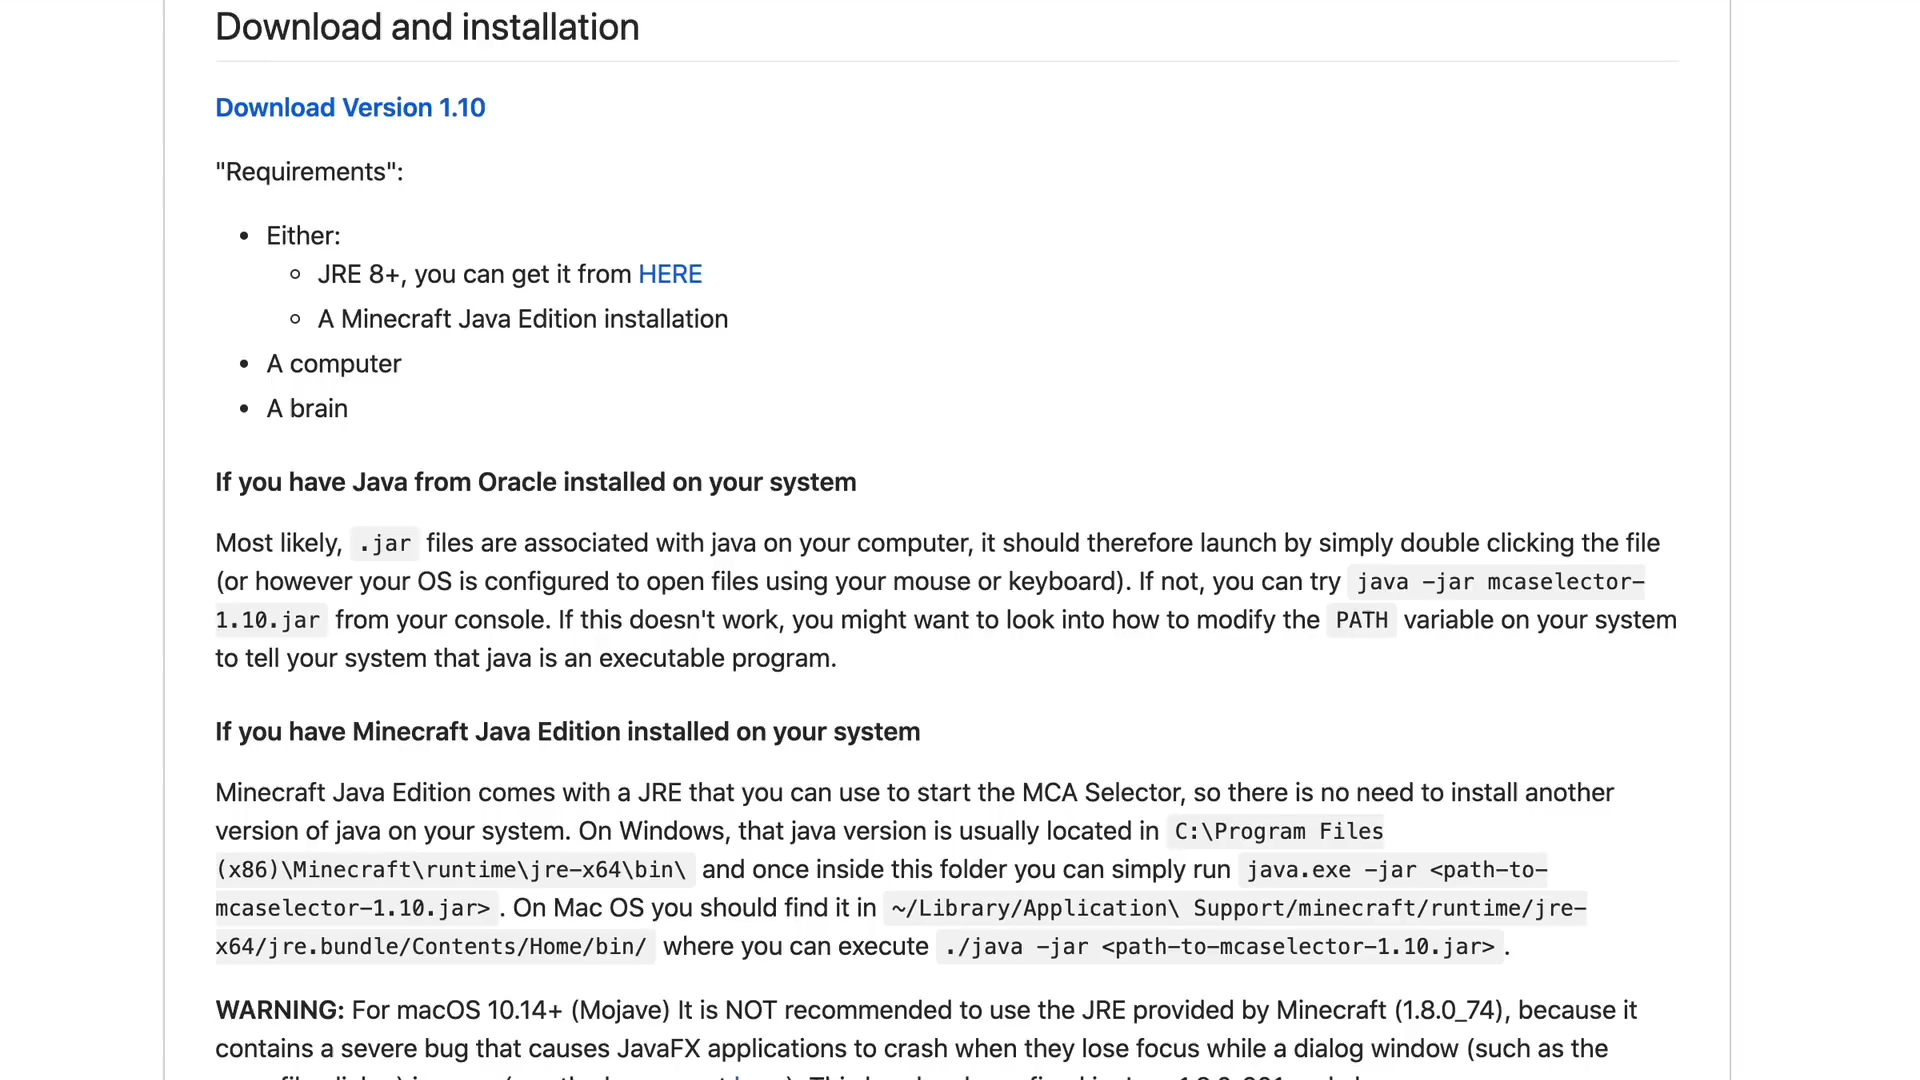 Download and installation
Download Version 1.10
"Requirements":
Either:
JRE 8+, you can get it from HERE
A Minecraft Java Edition installation
A computer
A brain
If you have Java from Oracle installed on your system
Most likely, .jar files are associated with java on your computer, it should therefore launch by simply double clicking the file
(or however your OS is configured to open files using your mouse or keyboard). If not, you can try java -jar mcaselector-
1.10.jar from your console. If this doesn't work, you might want to look into how to modify the PATH variable on your system
to tell your system that java is an executable program.
If you have Minecraft Java Edition installed on your system
Minecraft Java Edition comes with a JRE that you can use to start the MCA Selector, so there is no need to install another
version of java on your system. On Windows, that java version is usually located in C:\Program Files
(x86)\Minecraft\runtime\jre-x64\bin\ and once inside this folder you can simply run java.exe -jar <path-to-
mcaselector-1.10.jar>. On Mac OS you should find it in ~/Library/Application\ Support/minecraft/runtime/jre-
x64/jre.bundle/Contents/Home/bin/ where you can execute ./java -jar <path-to-mcaselector-1.10.jar>.
WARNING: For macOS 10.14+ (Mojave) It is NOT recommended to use the JRE provided by Minecraft (1.8.0_74), because it
contains a severe bug that causes JavaFX applications to crash when they lose focus while a dialog window (such as the